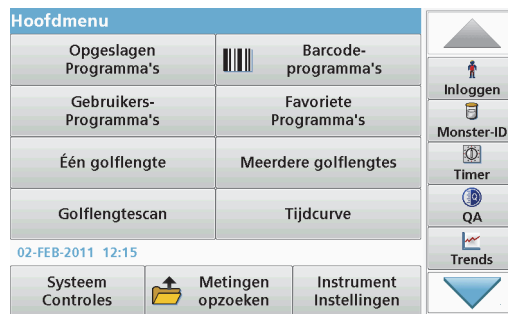 Hoofdmenu
Opgeslagen
Programma's
Barcode-
programma's
Gebruikers-
Programma's
Favoriete
Programma's
Één golflengte
Meerdere golflengtes
Golflengtescan
Tijdcurve
02-FEB-2011 12:15
Systeem
Controles
Metingen
opzoeken
Instrument
Instellingen
Inloggen
Monster-ID
Timer
QA
Trends